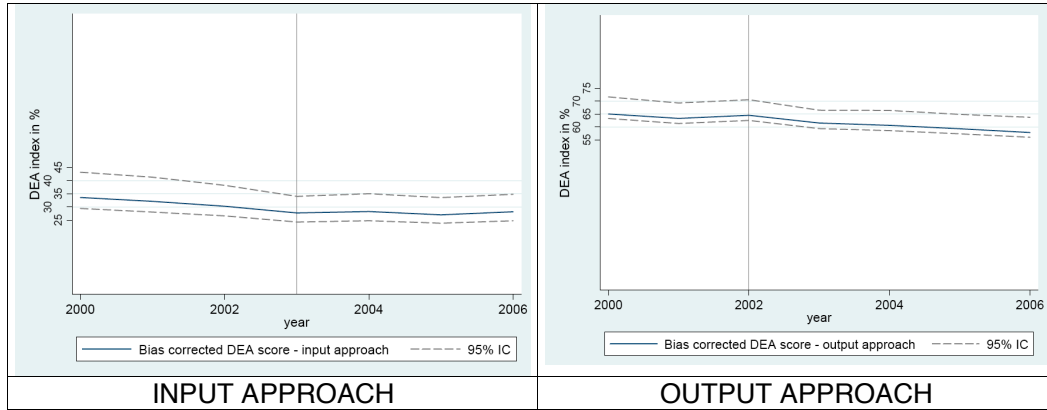 DEA index in %
45
40
35
30
25
2000
2002
2004
2006
year
Bias corrected DEA score - input approach
95% IC
INPUT APPROACH
DEA index in %
75
70
65
60
55
2000
2002
2004
2006
year
Bias corrected DEA score - output approach
95% IC
OUTPUT APPROACH